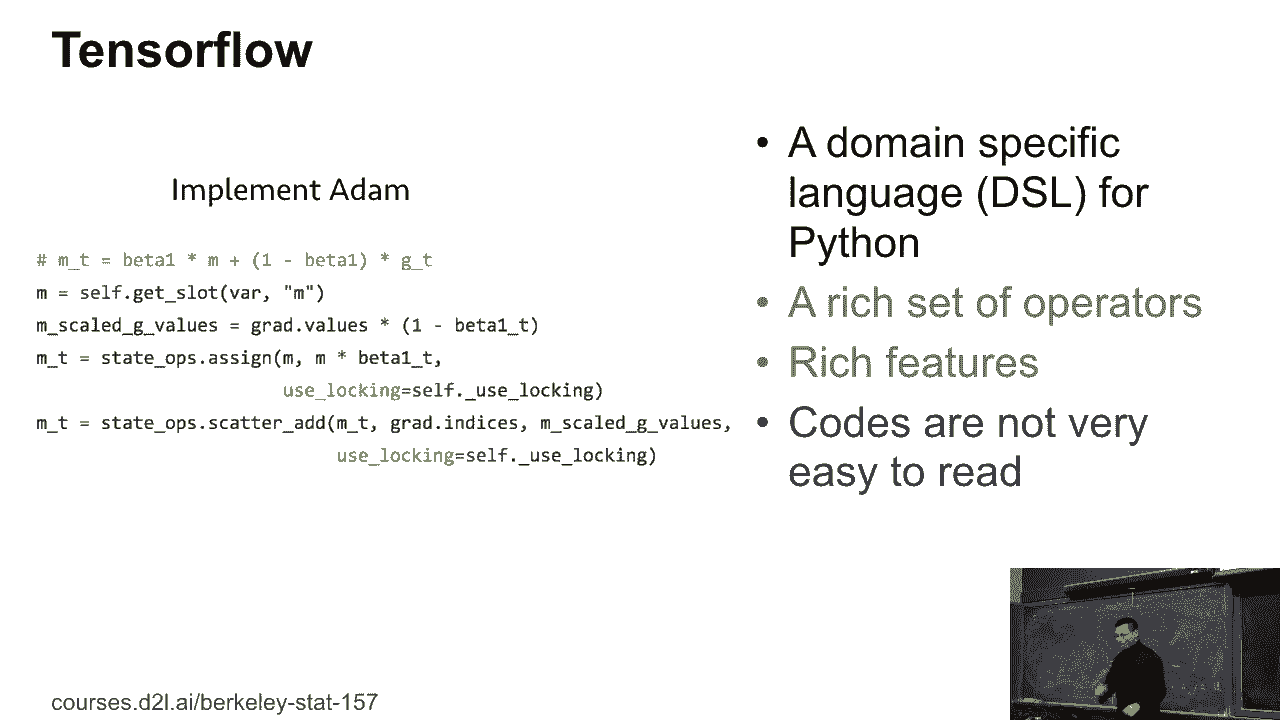 Tensorflow
Implement Adam
# m_t = beta1 * m + (1 - beta1) * g_t
m = self.get_slot(var, "m")
m_scaled_g_values = grad.values * (1 - beta1_t)
m_t = state_ops.assign(m, m * beta1_t,
use_locking=self._use_locking)
m_t = state_ops.scatter_add(m_t, grad.indices, m_scaled_g_values,
use_locking=self._use_locking)
• A domain specific
language (DSL) for
Python
• A rich set of operators
• Rich features
• Codes are not very
easy to read
courses.d2l.ai/berkeley-stat-157